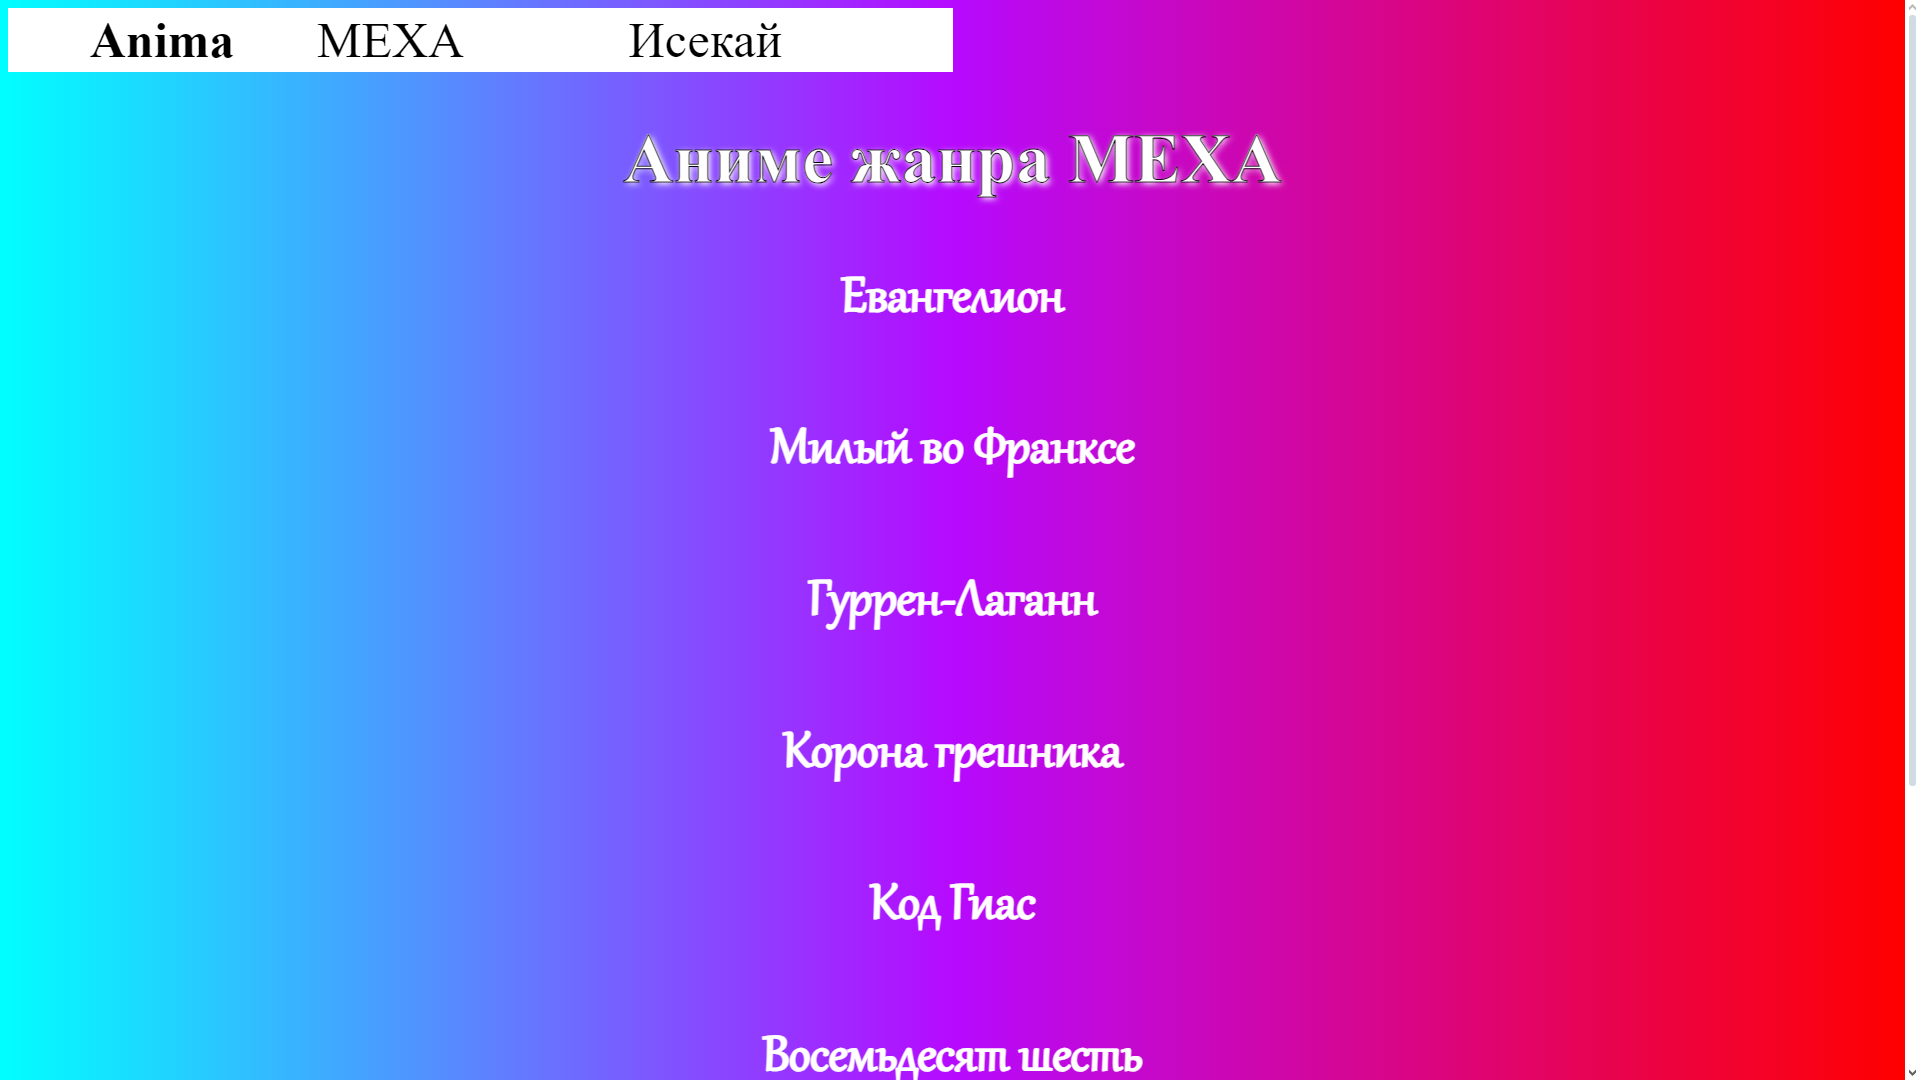 Anima МЕХА Исекай
Аниме жанра МЕХА
Евангелион
Милый во Франксе
Гуррен-Лаганн
Корона грешника
Код Гиас
Восемьдесят шесть